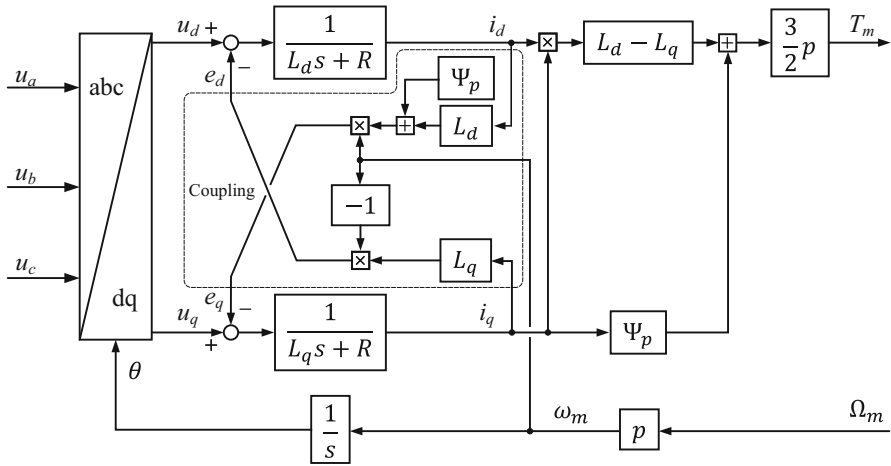 u_d + 1 / (L_d s + R) i_d × L_d − L_q + 3/2 p T_m
e_d −
u_a abc Ψ_p
× + L_d
u_b Coupling −1
u_c × L_q
dq e_q −
u_q + 1 / (L_q s + R) i_q Ψ_p
θ
1/s ω_m p Ω_m